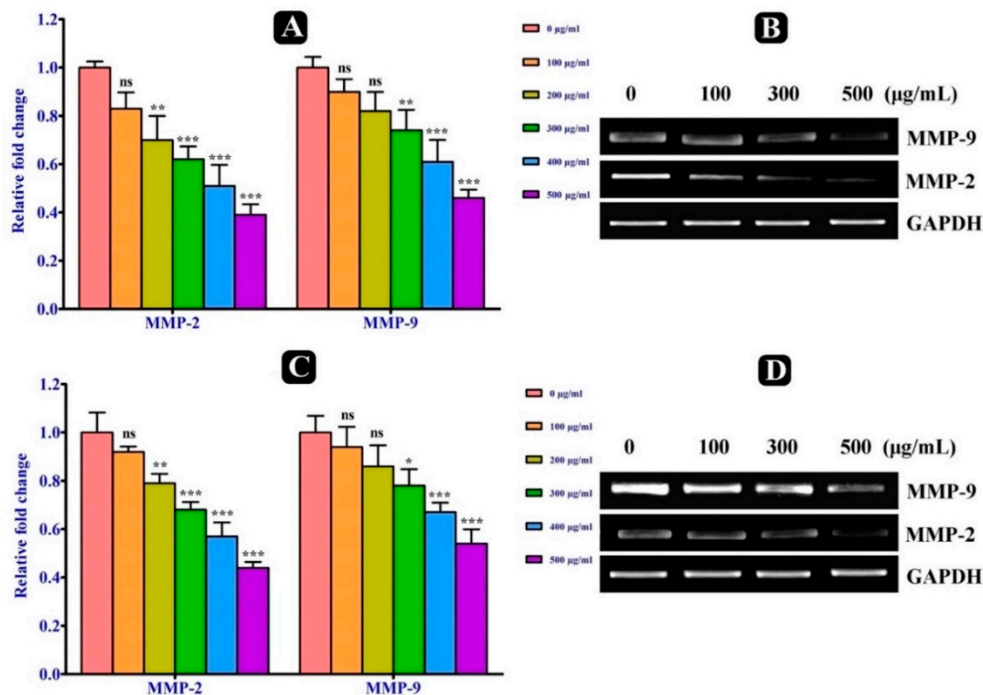 A
1.2
1.0
0.8
0.6
0.4
0.2
0.0
Relative fold change
ns
**
***
***
***
ns
ns
**
***
***
MMP-2 MMP-9
0 µg/ml
100 µg/ml
200 µg/ml
300 µg/ml
400 µg/ml
500 µg/ml
B
0 100 300 500 (µg/mL)
MMP-9
MMP-2
GAPDH
C
1.2
1.0
0.8
0.6
0.4
0.2
0.0
Relative fold change
ns
**
***
***
***
ns
ns
*
***
***
MMP-2 MMP-9
0 µg/ml
100 µg/ml
200 µg/ml
300 µg/ml
400 µg/ml
500 µg/ml
D
0 100 300 500 (µg/mL)
MMP-9
MMP-2
GAPDH